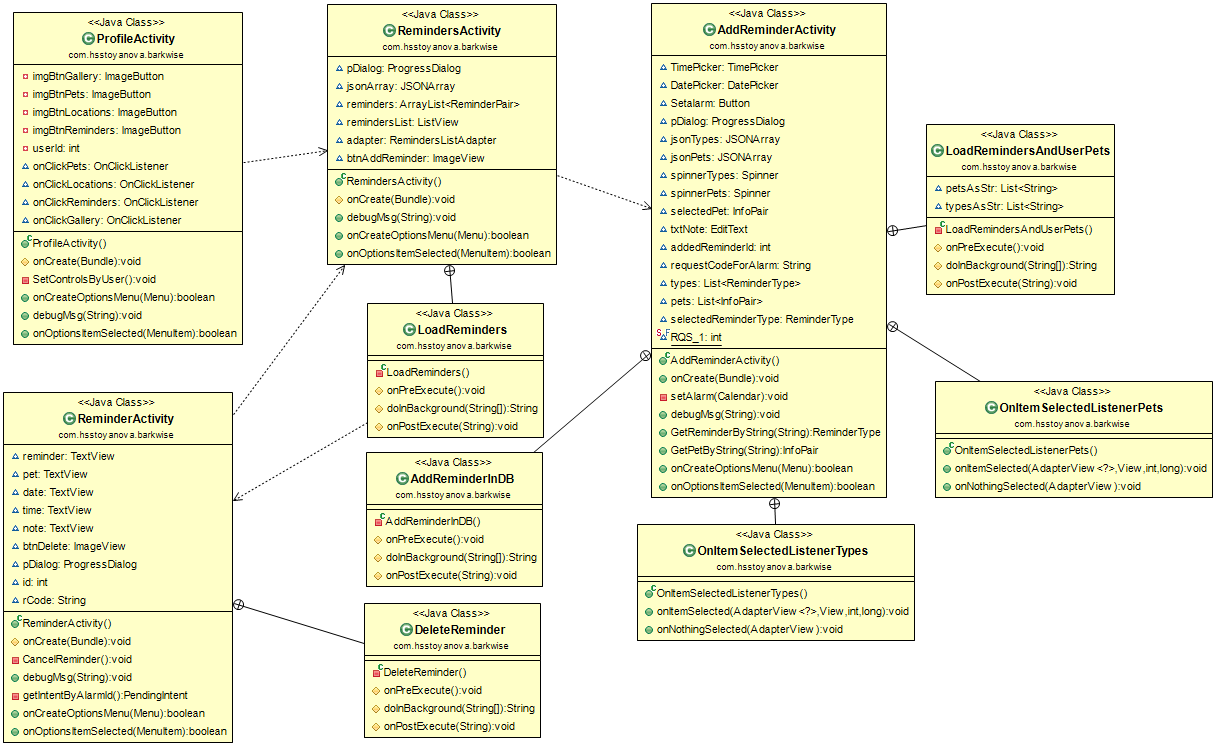 <<Java Class>>
ProfileActivity
com.hsstoyanova.barkwise
imgBtnGallery: ImageButton
imgBtnPets: ImageButton
imgBtnLocations: ImageButton
imgBtnReminders: ImageButton
userId: int
onClickPets: OnClickListener
onClickLocations: OnClickListener
onClickReminders: OnClickListener
onClickGallery: OnClickListener
ProfileActivity()
onCreate(Bundle):void
SetControlsByUser():void
onCreateOptionsMenu(Menu):boolean
debugMsg(String):void
onOptionsItemSelected(MenuItem):boolean
<<Java Class>>
RemindersActivity
com.hsstoyanova.barkwise
pDialog: ProgressDialog
jsonArray: JSONArray
reminders: ArrayList<ReminderPair>
remindersList: ListView
adapter: RemindersListAdapter
btnAddReminder: ImageView
RemindersActivity()
onCreate(Bundle):void
debugMsg(String):void
onCreateOptionsMenu(Menu):boolean
onOptionsItemSelected(MenuItem):boolean
<<Java Class>>
AddReminderActivity
com.hsstoyanova.barkwise
TimePicker: TimePicker
DatePicker: DatePicker
Setalarm: Button
pDialog: ProgressDialog
jsonTypes: JSONArray
jsonPets: JSONArray
spinnerTypes: Spinner
spinnerPets: Spinner
selectedPet: InfoPair
txtNote: EditText
addedReminderId: int
requestCodeForAlarm: String
types: List<ReminderType>
pets: List<InfoPair>
selectedReminderType: ReminderType
RQS_1: int
AddReminderActivity()
onCreate(Bundle):void
setAlarm(Calendar):void
debugMsg(String):void
GetReminderByString(String):ReminderType
GetPetByString(String):InfoPair
onCreateOptionsMenu(Menu):boolean
onOptionsItemSelected(MenuItem):boolean
<<Java Class>>
LoadRemindersAndUserPets
com.hsstoyanova.barkwise
petsAsStr: List<String>
typesAsStr: List<String>
LoadRemindersAndUserPets()
onPreExecute():void
doInBackground(String[]):String
onPostExecute(String):void
<<Java Class>>
LoadReminders
com.hsstoyanova.barkwise
LoadReminders()
onPreExecute():void
doInBackground(String[]):String
onPostExecute(String):void
<<Java Class>>
OnItemSelectedListenerPets
com.hsstoyanova.barkwise
OnItemSelectedListenerPets()
onItemSelected(AdapterView<?>,View,int,long):void
onNothingSelected(AdapterView):void
<<Java Class>>
ReminderActivity
com.hsstoyanova.barkwise
reminder: TextView
pet: TextView
date: TextView
time: TextView
note: TextView
btnDelete: ImageView
pDialog: ProgressDialog
id: int
rCode: String
ReminderActivity()
onCreate(Bundle):void
CancelReminder():void
debugMsg(String):void
getIntentByAlarmId():PendingIntent
onCreateOptionsMenu(Menu):boolean
onOptionsItemSelected(MenuItem):boolean
<<Java Class>>
AddReminderInDB
com.hsstoyanova.barkwise
AddReminderInDB()
onPreExecute():void
doInBackground(String[]):String
onPostExecute(String):void
<<Java Class>>
OnItemSelectedListenerTypes
com.hsstoyanova.barkwise
OnItemSelectedListenerTypes()
onItemSelected(AdapterView<?>,View,int,long):void
onNothingSelected(AdapterView):void
<<Java Class>>
DeleteReminder
com.hsstoyanova.barkwise
DeleteReminder()
onPreExecute():void
doInBackground(String[]):String
onPostExecute(String):void